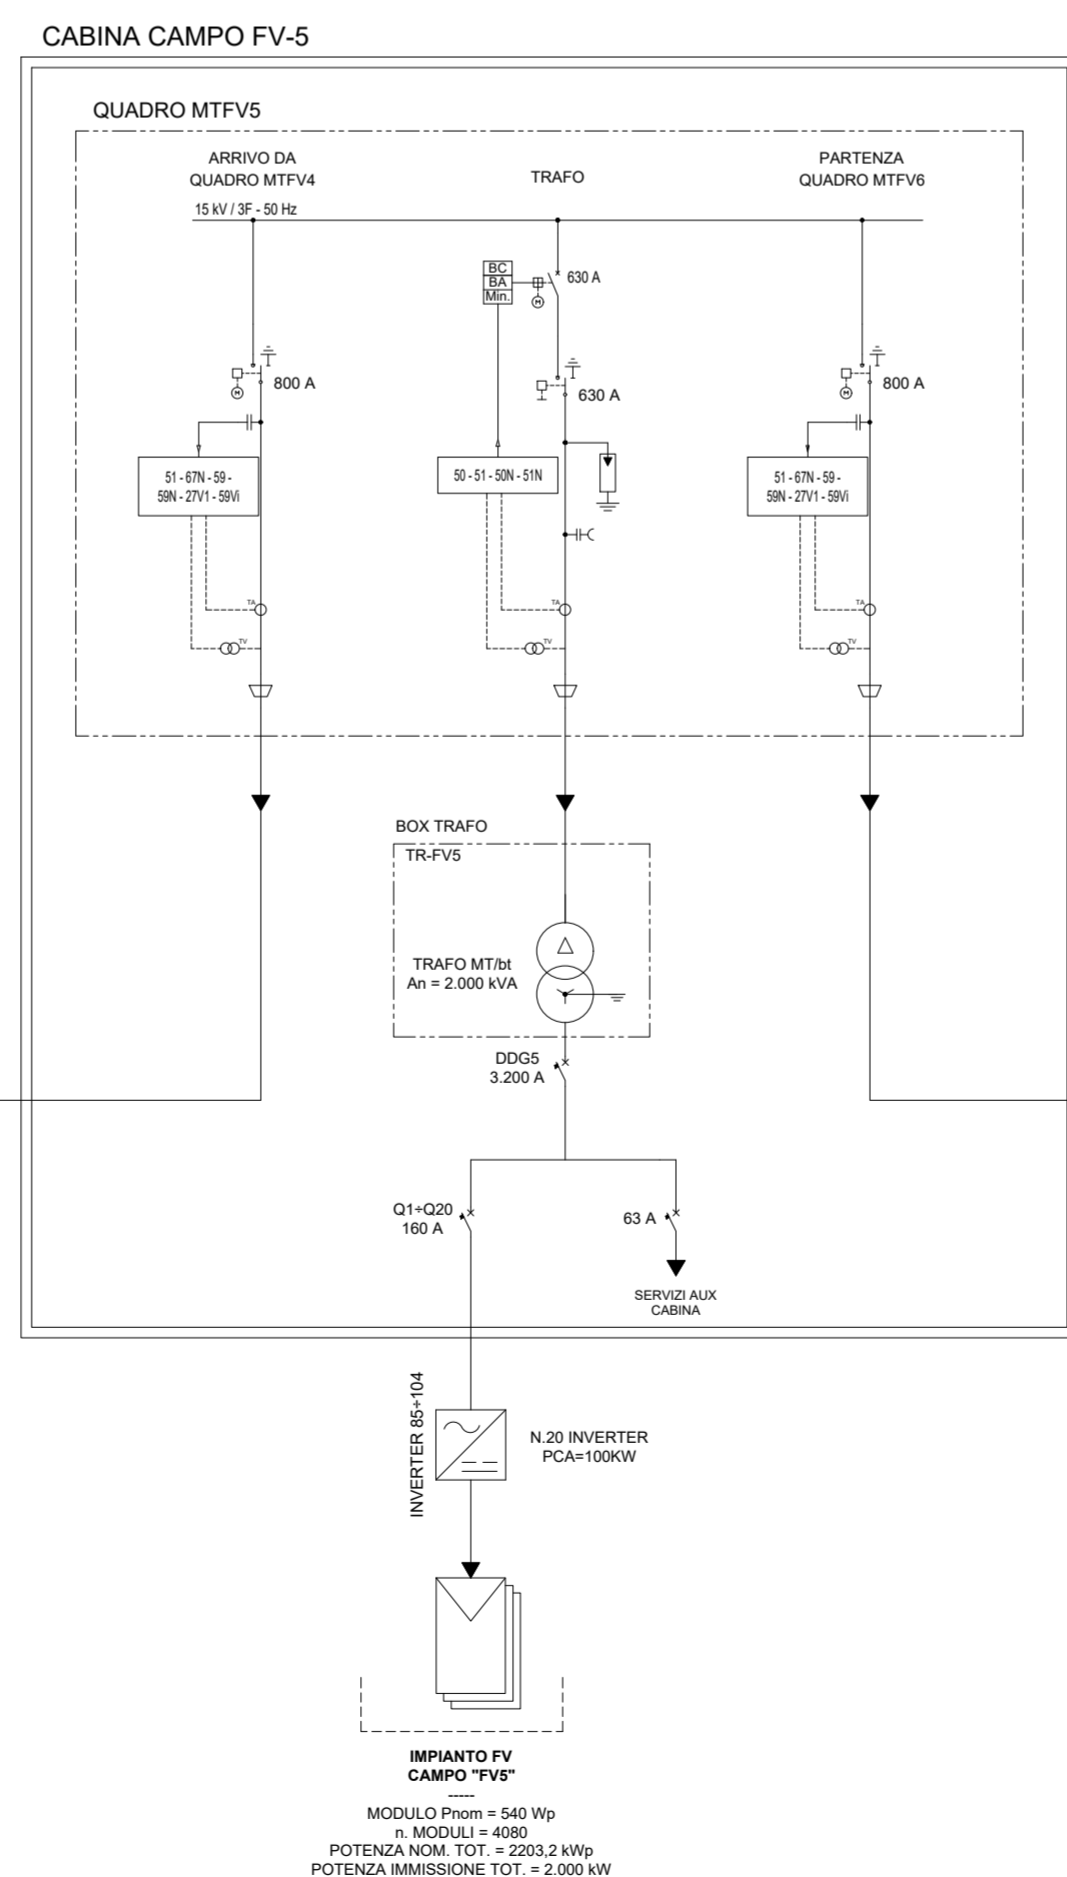 CABINA CAMPO FV-5
QUADRO MTFV5
ARRIVO DA
QUADRO MTFV4
TRAFO
PARTENZA
QUADRO MTFV6
15 kV / 3F - 50 Hz
BC
BA
Min.
M
630 A
M
800 A
630 A
M
800 A
51 - 67N - 59 -
59N - 27V1 - 59Vi
50 - 51 - 50N - 51N
51 - 67N - 59 -
59N - 27V1 - 59Vi
TA
TA
TA
TV
TV
TV
BOX TRAFO
TR-FV5
TRAFO MT/bt
An = 2.000 kVA
DDG5
3.200 A
Q1÷Q20
160 A
63 A
SERVIZI AUX
CABINA
INVERTER 85÷104
N.20 INVERTER
PCA=100KW
IMPIANTO FV
CAMPO "FV5"
-----
MODULO Pnom = 540 Wp
n. MODULI = 4080
POTENZA NOM. TOT. = 2203,2 kWp
POTENZA IMMISSIONE TOT. = 2.000 kW